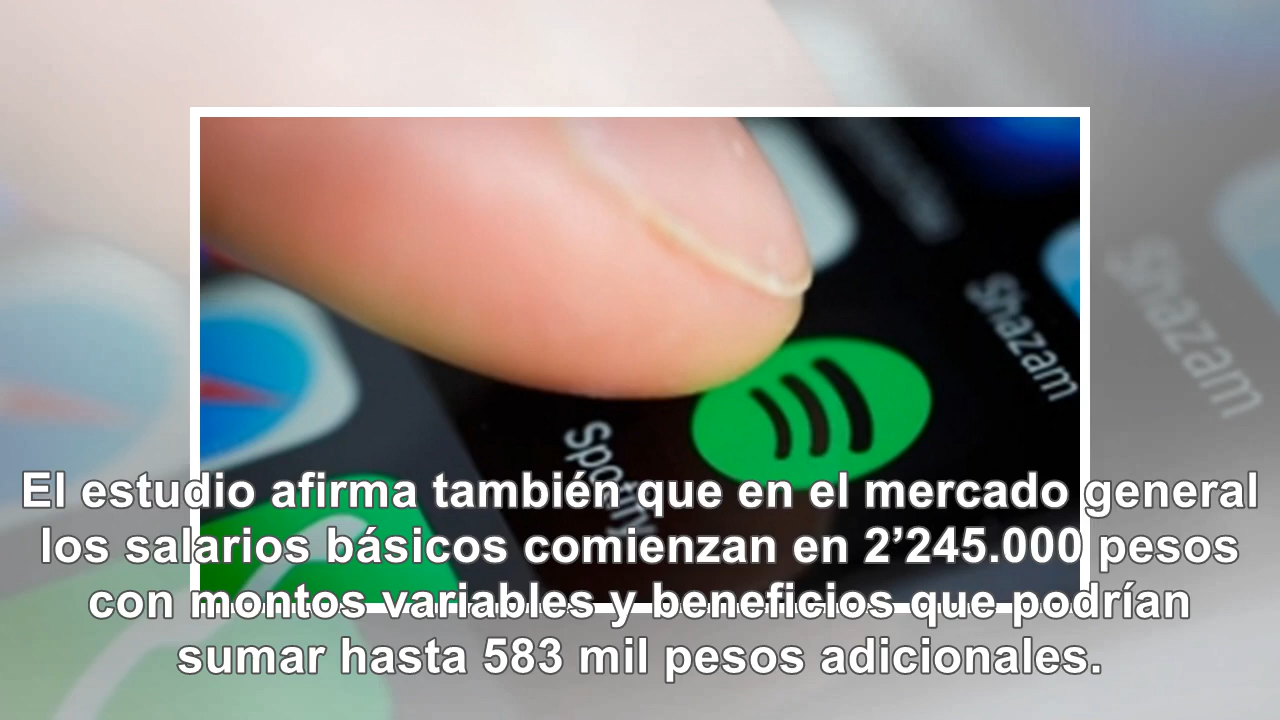 Shazam
Shazam
Spotify
El estudio afirma también que en el mercado general
los salarios básicos comienzan en 2’245.000 pesos
con montos variables y beneficios que podrían
sumar hasta 583 mil pesos adicionales.